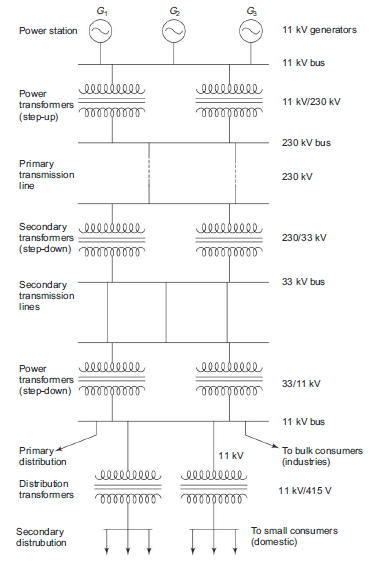 G1 G2 G3
Power station
11 kV generators
11 kV bus
Power
transformers
(step-up)
11 kV/230 kV
230 kV bus
Primary
transmission
line
230 kV
Secondary
transformers
(step-down)
230/33 kV
33 kV bus
Secondary
transmission
lines
Power
transformers
(step-down)
33/11 kV
11 kV bus
Primary
distribution
11 kV
To bulk consumers
(industries)
Distribution
transformers
11 kV/415 V
Secondary
distrubution
To small consumers
(domestic)